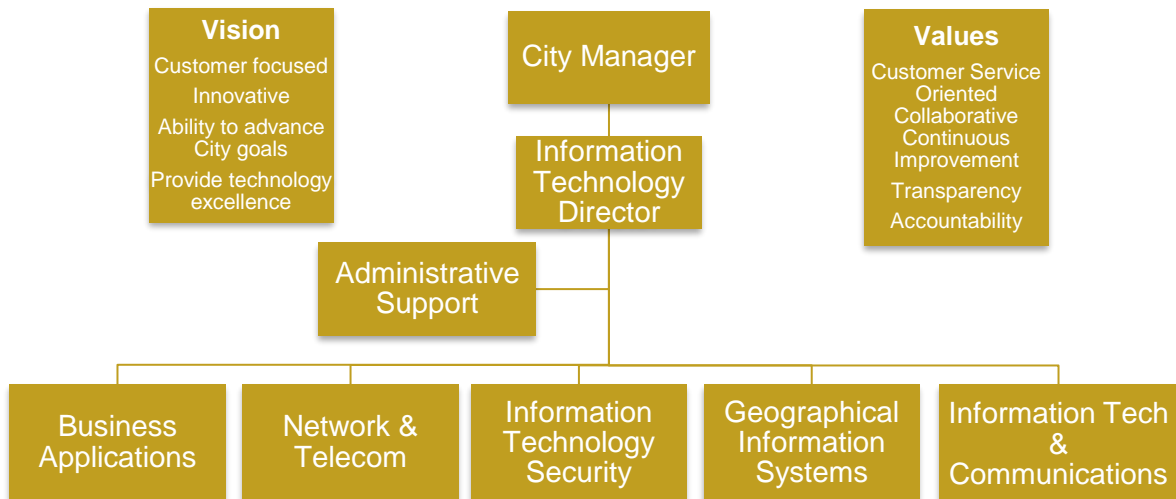 Vision
Customer focused
Innovative
Ability to advance
City goals
Provide technology
excellence
City Manager
Values
Customer Service
Oriented
Collaborative
Continuous
Improvement
Transparency
Accountability
Information
Technology
Director
Administrative
Support
Business
Applications
Network &
Telecom
Information
Technology
Security
Geographical
Information
Systems
Information Tech
&
Communications